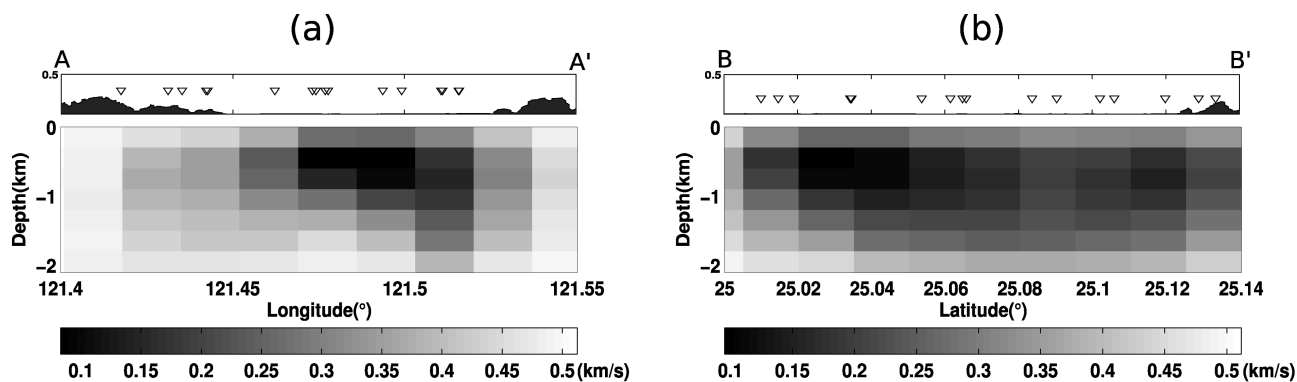 (a) (b)
A A' B B'
0.5 0.5
0 0
Depth(km) Depth(km)
−1 −1
−2 −2
121.4 121.45 121.5 121.55 25 25.02 25.04 25.06 25.08 25.1 25.12 25.14
Longitude(°) Latitude(°)
0.1 0.15 0.2 0.25 0.3 0.35 0.4 0.45 0.5 (km/s) 0.1 0.15 0.2 0.25 0.3 0.35 0.4 0.45 0.5 (km/s)